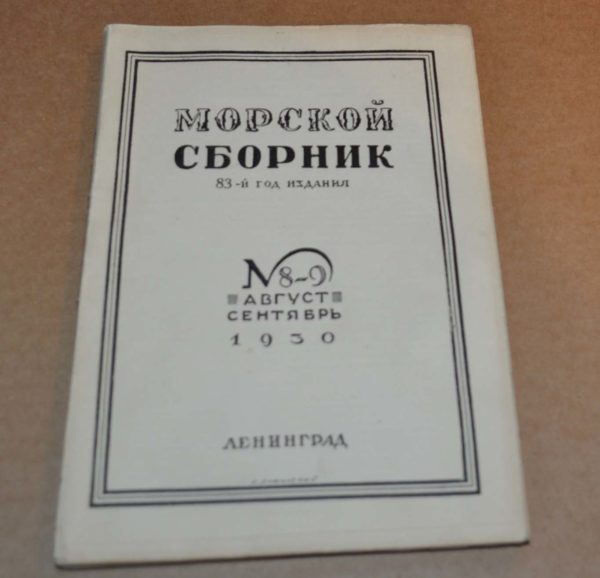 МОРСКОЙ
СБОРНИК
83-й год издания
№ 8-9
АВГУСТ
СЕНТЯБРЬ
1930
ЛЕНИНГРАД